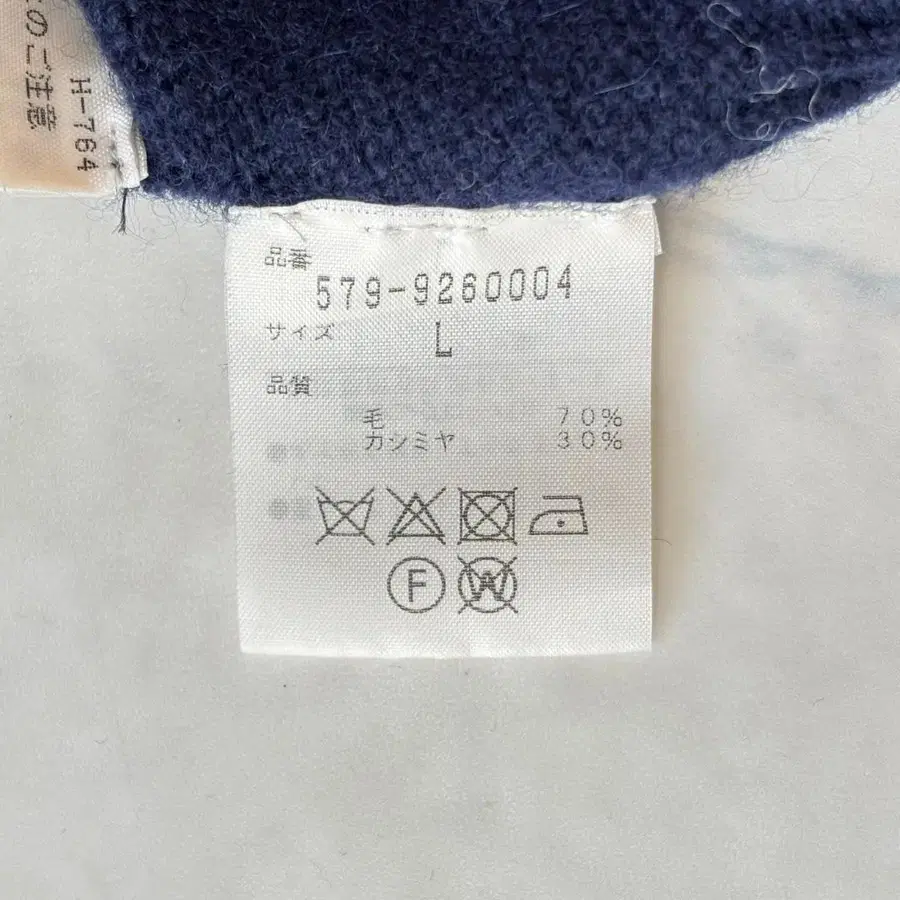 のご注意
H-764
品番
579-9260004
サイズ
L
品質
毛 70%
カシミヤ 30%
F
W